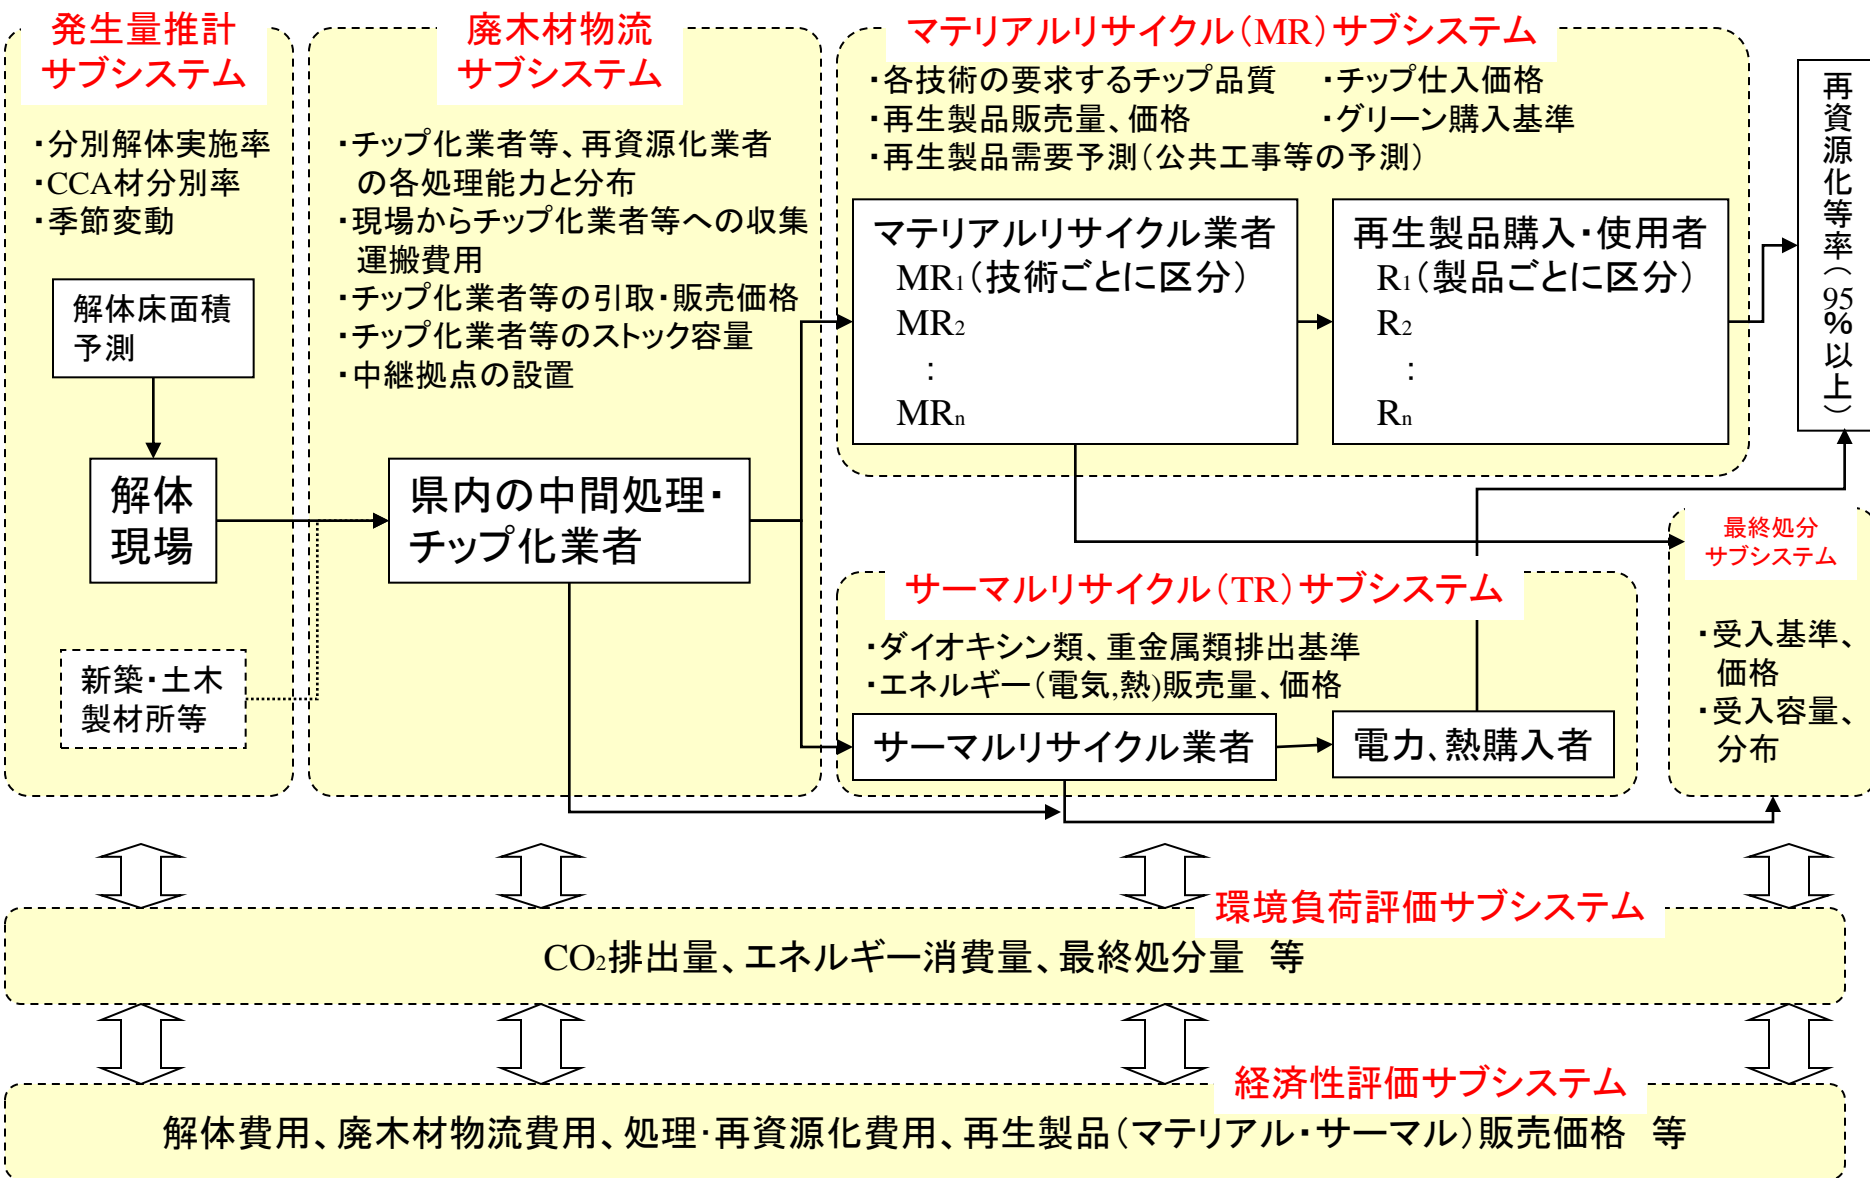 発生量推計
サブシステム
・分別解体実施率
・CCA材分別率
・季節変動
解体床面積
予測
解体
現場
新築・土木
製材所等
廃木材物流
サブシステム
・チップ化業者等、再資源化業者
の各処理能力と分布
・現場からチップ化業者等への収集
運搬費用
・チップ化業者等の引取・販売価格
・チップ化業者等のストック容量
・中継拠点の設置
県内の中間処理・
チップ化業者
マテリアルリサイクル（MR）サブシステム
・各技術の要求するチップ品質 ・チップ仕入価格
・再生製品販売量、価格 ・グリーン購入基準
・再生製品需要予測（公共工事等の予測）
マテリアルリサイクル業者
MR1（技術ごとに区分）
MR2
：
MRn
再生製品購入・使用者
R1（製品ごとに区分）
R2
：
Rn
再資源化等率（95%以上）
サーマルリサイクル（TR）サブシステム
・ダイオキシン類、重金属類排出基準
・エネルギー（電気,熱)販売量、価格
サーマルリサイクル業者
電力、熱購入者
最終処分
サブシステム
・受入基準、
価格
・受入容量、
分布
環境負荷評価サブシステム
CO2排出量、エネルギー消費量、最終処分量　等
経済性評価サブシステム
解体費用、廃木材物流費用、処理･再資源化費用、再生製品（マテリアル・サーマル）販売価格　等